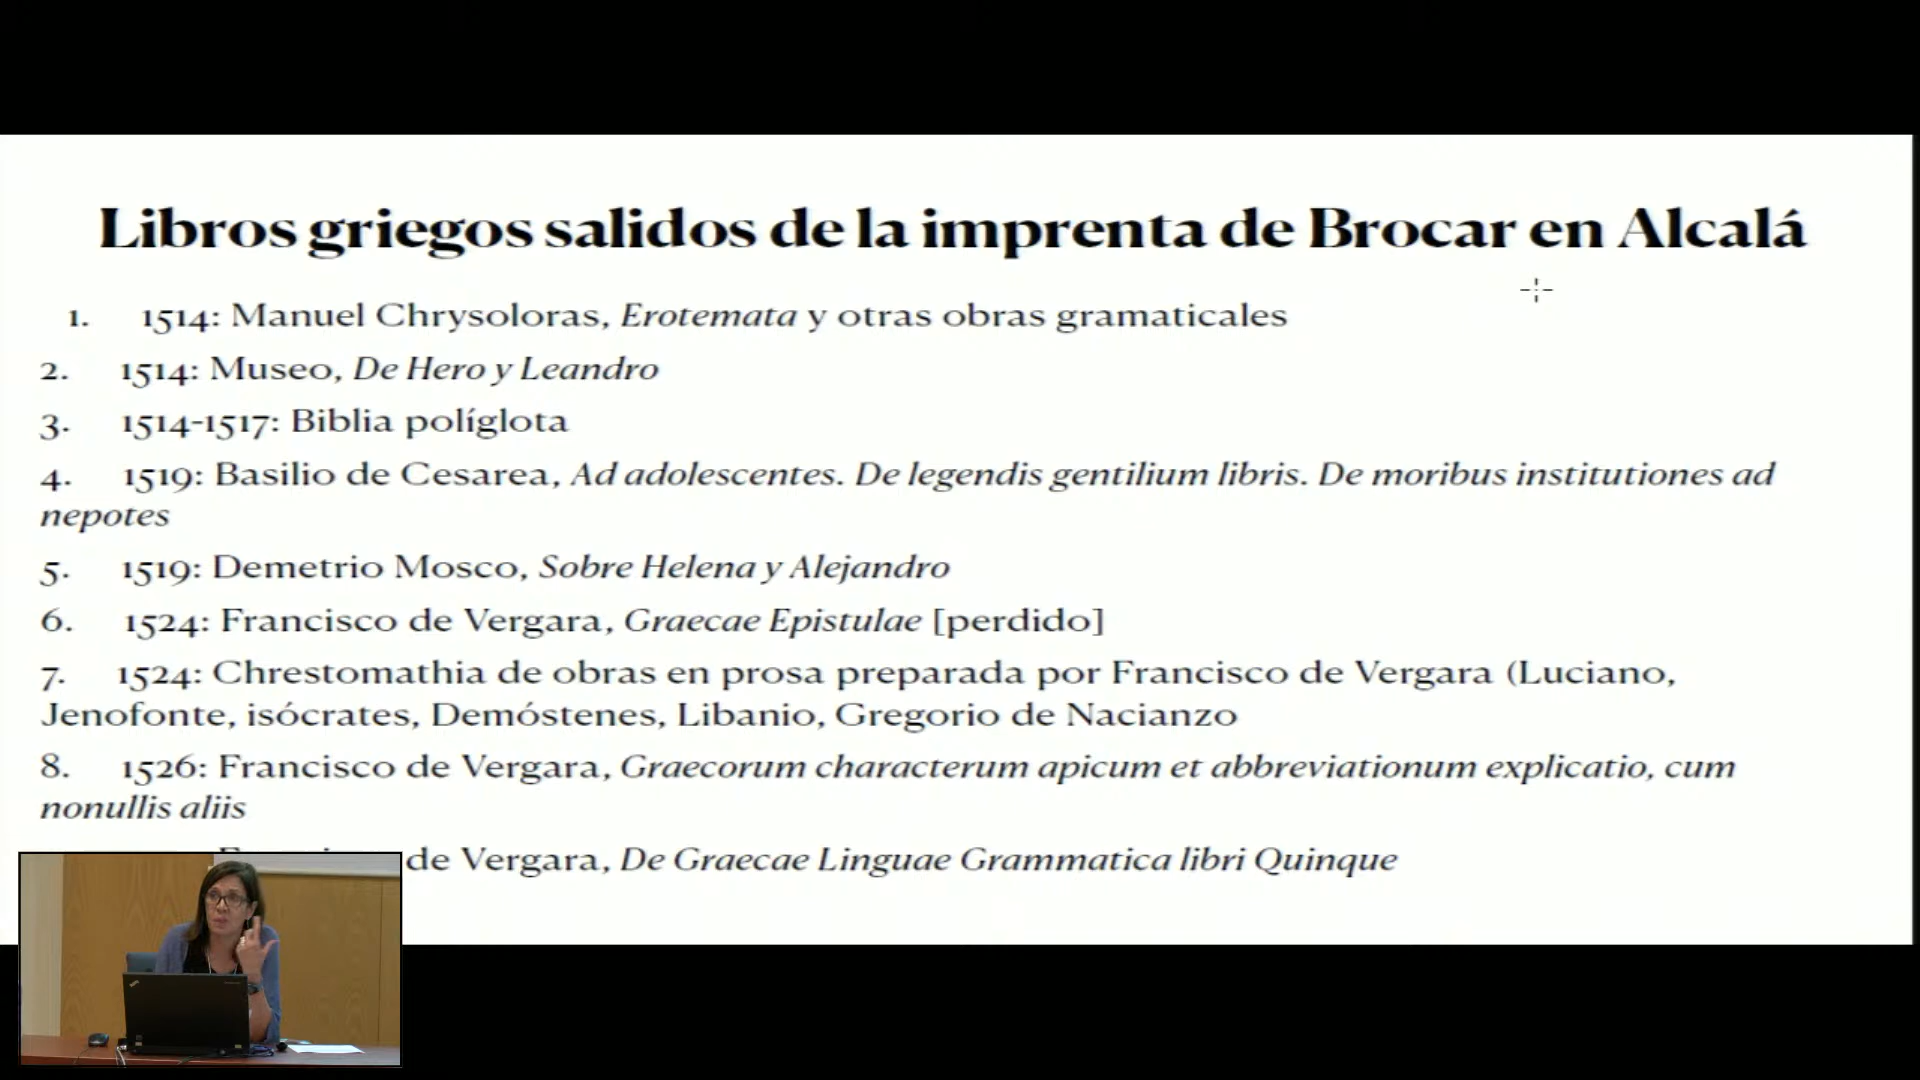 Libros griegos salidos de la imprenta de Brocar en Alcalá
1. 1514: Manuel Chrysoloras, Erotemata y otras obras gramaticales
2. 1514: Museo, De Hero y Leandro
3. 1514-1517: Biblia políglota
4. 1519: Basilio de Cesarea, Ad adolescentes. De legendis gentilium libris. De moribus institutiones ad
nepotes
5. 1519: Demetrio Mosco, Sobre Helena y Alejandro
6. 1524: Francisco de Vergara, Graecae Epistulae [perdido]
7. 1524: Chrestomathia de obras en prosa preparada por Francisco de Vergara (Luciano,
Jenofonte, isócrates, Demóstenes, Libanio, Gregorio de Nacianzo
8. 1526: Francisco de Vergara, Graecorum characterum apicum et abbreviationum explicatio, cum
nonullis aliis
de Vergara, De Graecae Linguae Grammatica libri Quinque